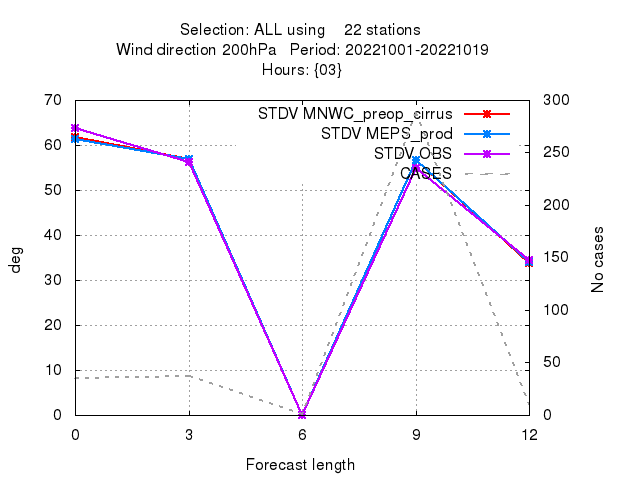 Selection: ALL using    22 stations
Wind direction 200hPa   Period: 20221001-20221019
Hours: {03}
STDV MNWC_preop_cirrus
STDV MEPS_prod
STDV OBS
CASES
70
60
50
40
30
20
10
0
300
250
200
150
100
50
0
deg
No cases
0 3 6 9 12
Forecast length